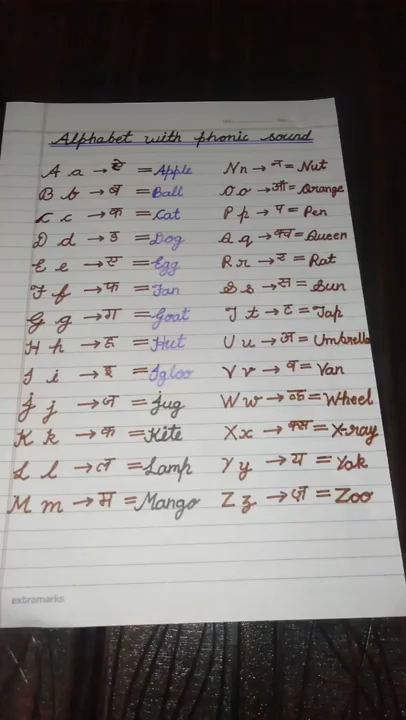 Alphabet with phonic sound
A a → ऐ = Apple
B b → ब = Ball
C c → क = Cat
D d → ड = Dog
E e → ए = Egg
F f → फ = Fan
G g → ग = Goat
H h → ह = Hut
I i → इ = Igloo
J j → ज = Jug
K k → क = Kite
L l → ल = Lamp
M m → म = Mango
N n → न = Nut
O o → ऑ = Orange
P p → प = Pen
Q q → क्व = Queen
R r → र = Rat
S s → स = Sun
T t → ट = Tap
U u → अ = Umbrella
V v → व = Van
W w → व्ह = Wheel
X x → क्स = X-ray
Y y → य = Yak
Z z → ज़ = Zoo
extramarks